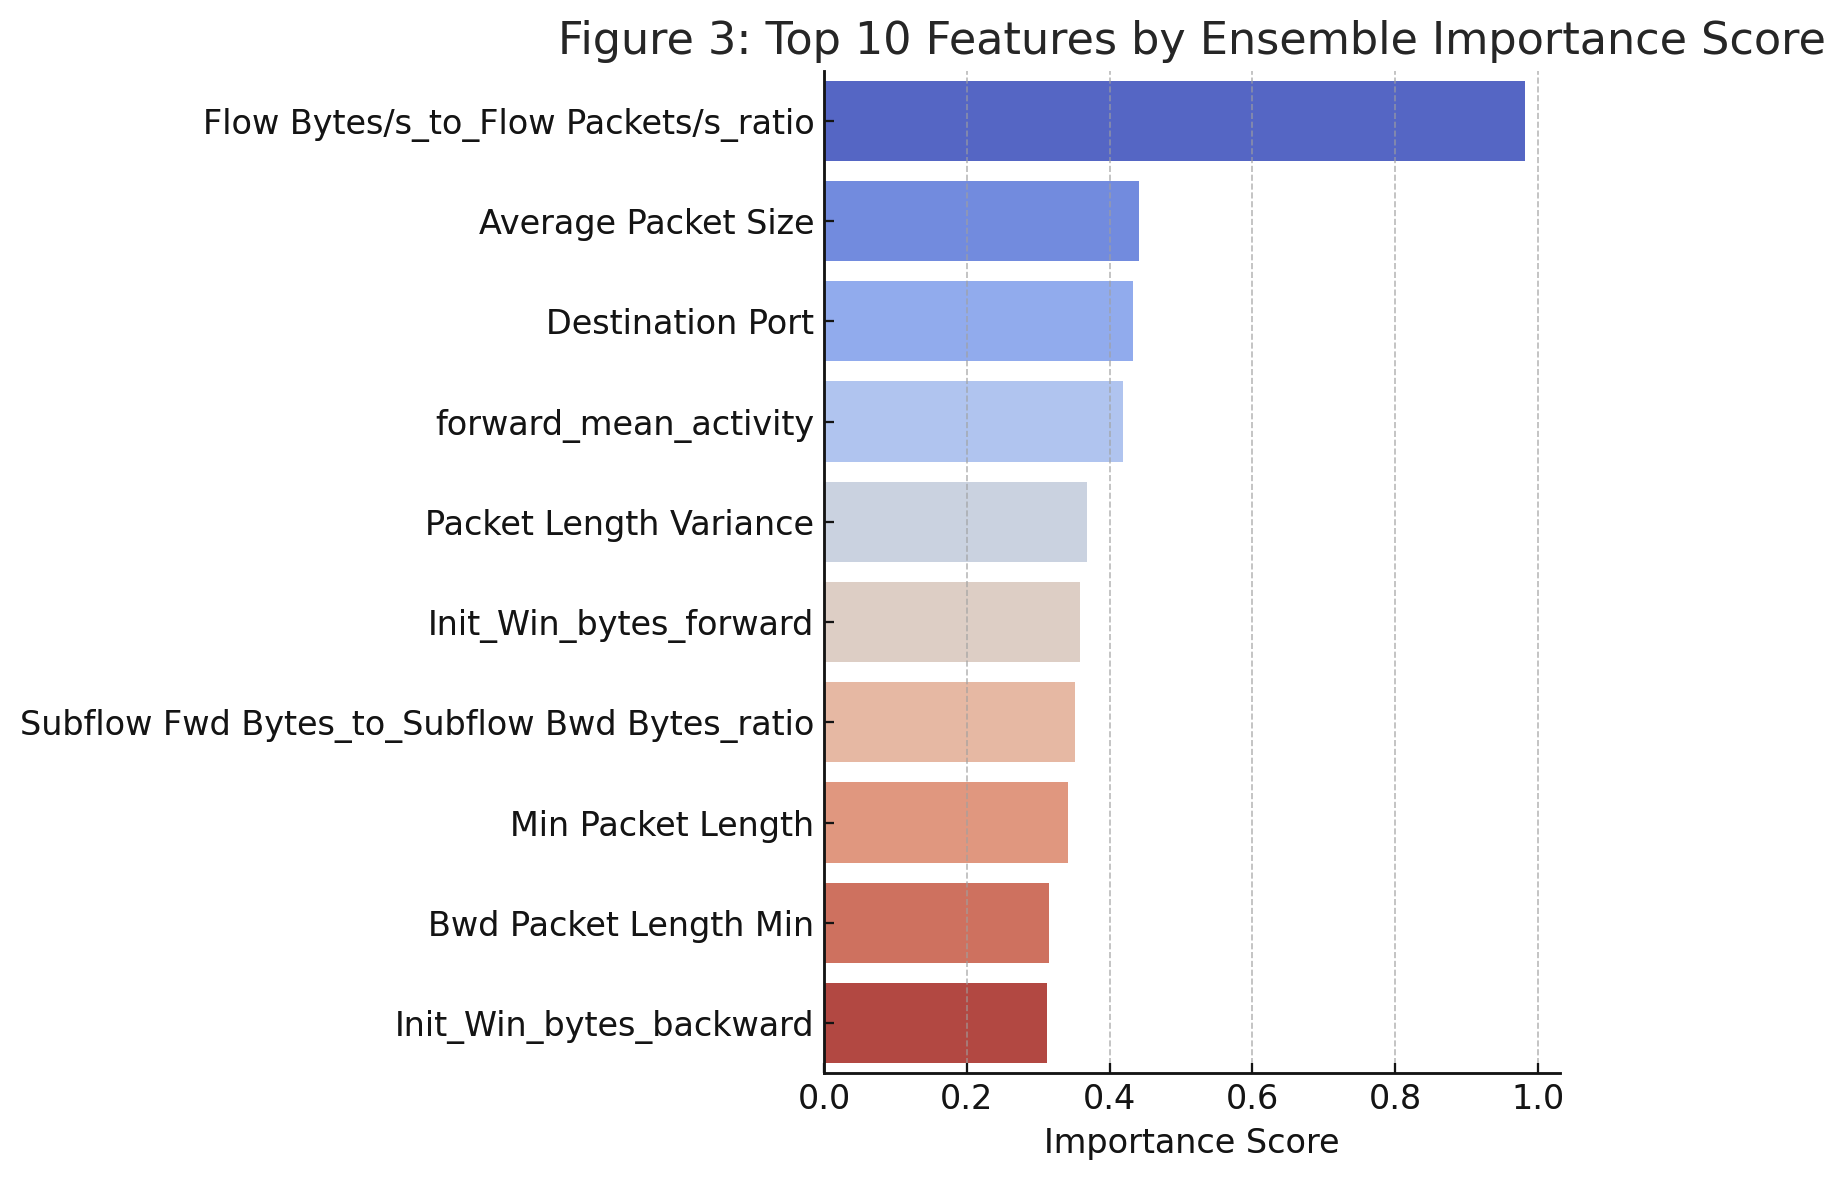 Figure 3: Top 10 Features by Ensemble Importance Score
Flow Bytes/s_to_Flow Packets/s_ratio
Average Packet Size
Destination Port
forward_mean_activity
Packet Length Variance
Init_Win_bytes_forward
Subflow Fwd Bytes_to_Subflow Bwd Bytes_ratio
Min Packet Length
Bwd Packet Length Min
Init_Win_bytes_backward
0.0 0.2 0.4 0.6 0.8 1.0
Importance Score